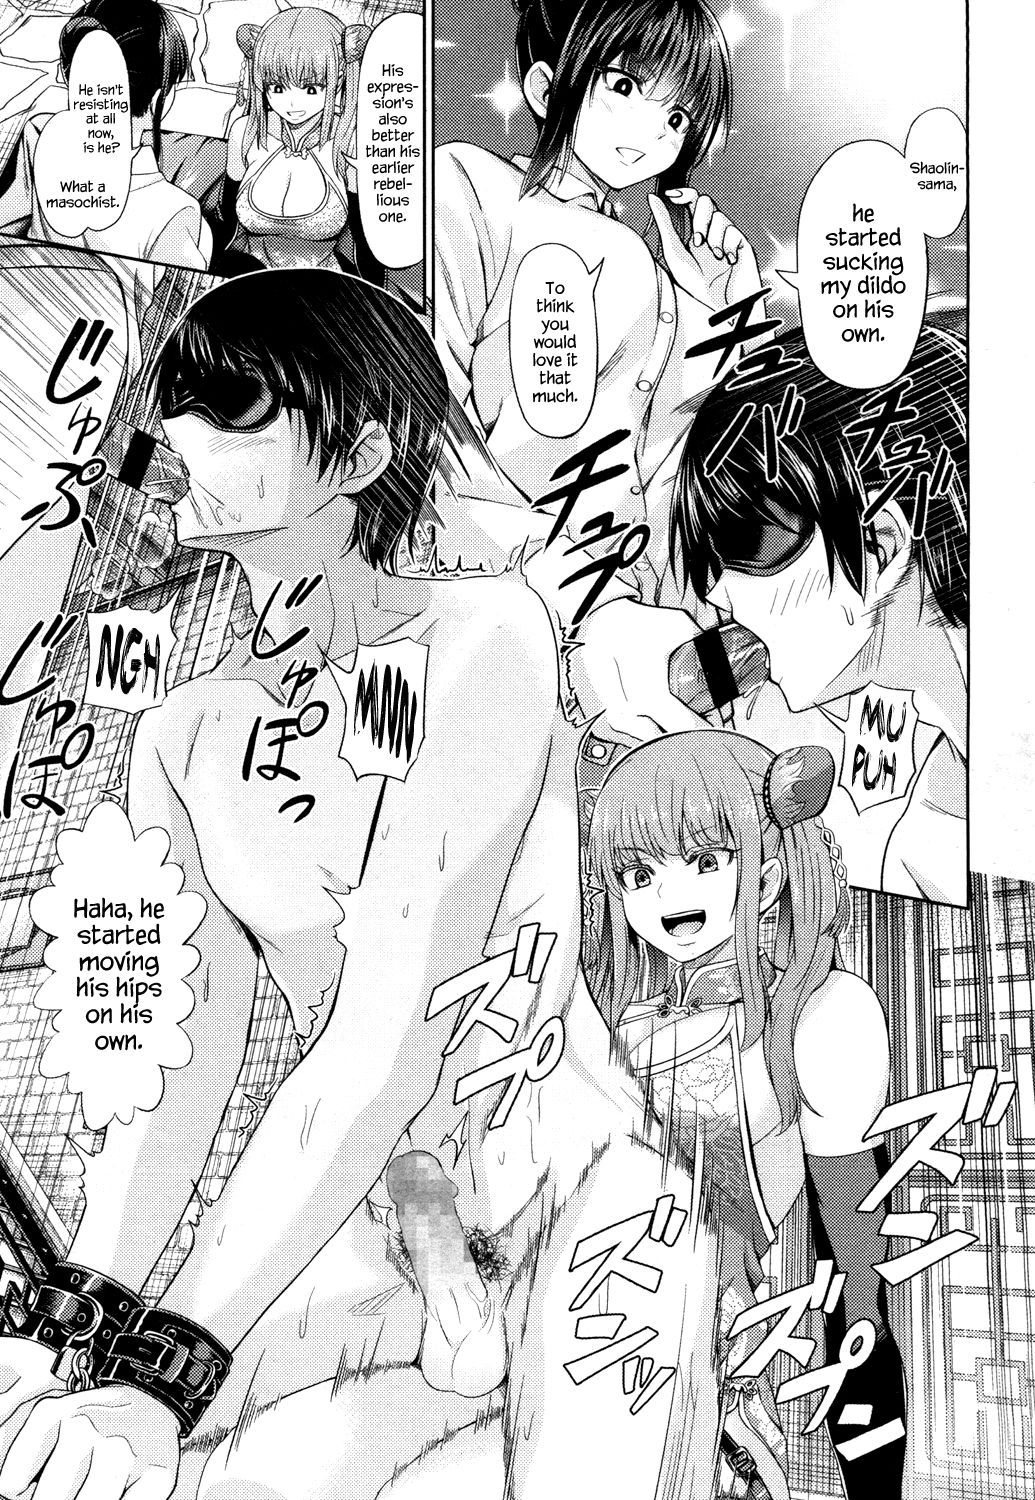 Shaolin-
sama,
he
started
sucking
my dildo
on his
own.
To
think
you
would
love it
that
much.
チュ
バ
チュ
バ
チュ
プ
MU
PUH
His
expres-
sion's
also
better
than his
earlier
rebel-
lious
one.
He isn't
resisting
at all
now,
is he?
What a
masochist.
じゅぷ、
NGH
MNN
じゅぽっ
じゅぽ
Haha, he
started
moving
his hips
on his
own.
ズプ
ズンッ
ズプ
ズン